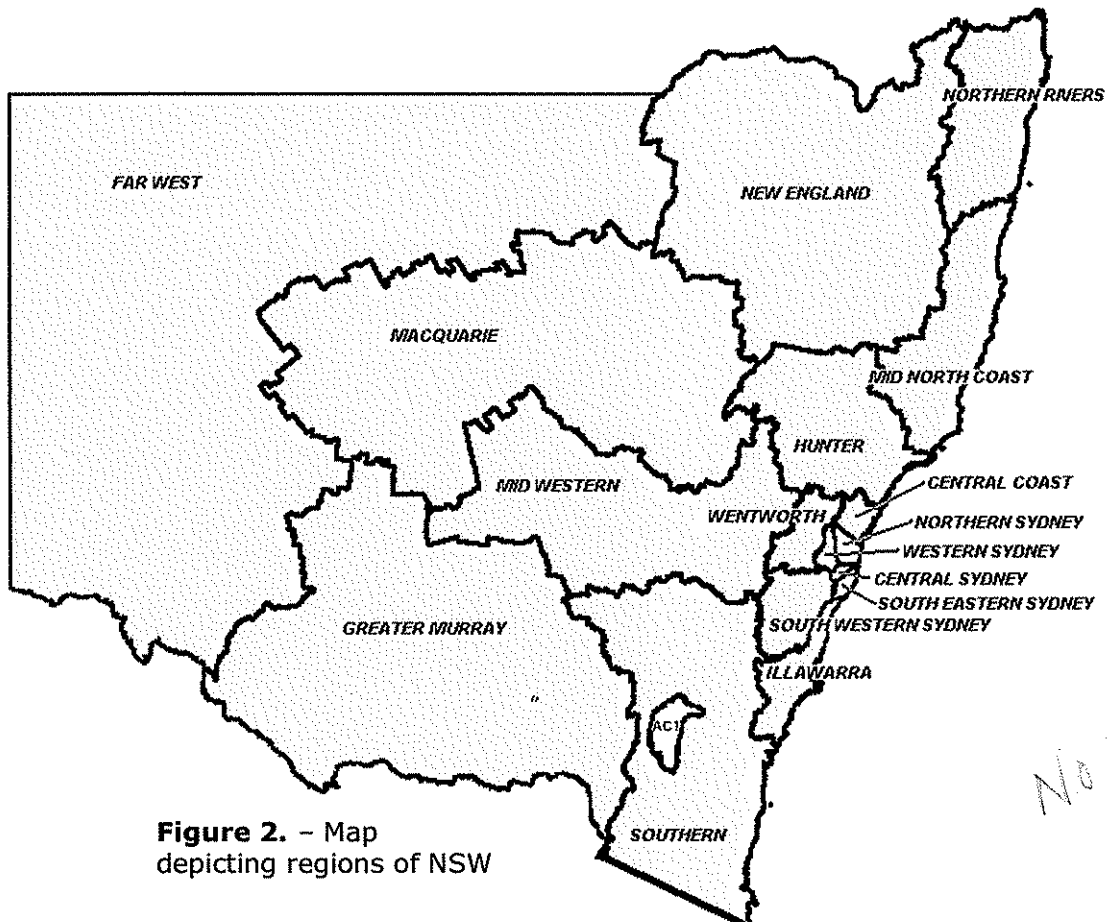 NORTHERN RIVERS
FAR WEST
NEW ENGLAND
MACQUARIE
MID NORTH COAST
HUNTER
CENTRAL COAST
MID WESTERN
WENTWORTH
NORTHERN SYDNEY
WESTERN SYDNEY
CENTRAL SYDNEY
SOUTH EASTERN SYDNEY
SOUTH WESTERN SYDNEY
GREATER MURRAY
ILLAWARRA
ACT
SOUTHERN
No
Figure 2. – Map
depicting regions of NSW